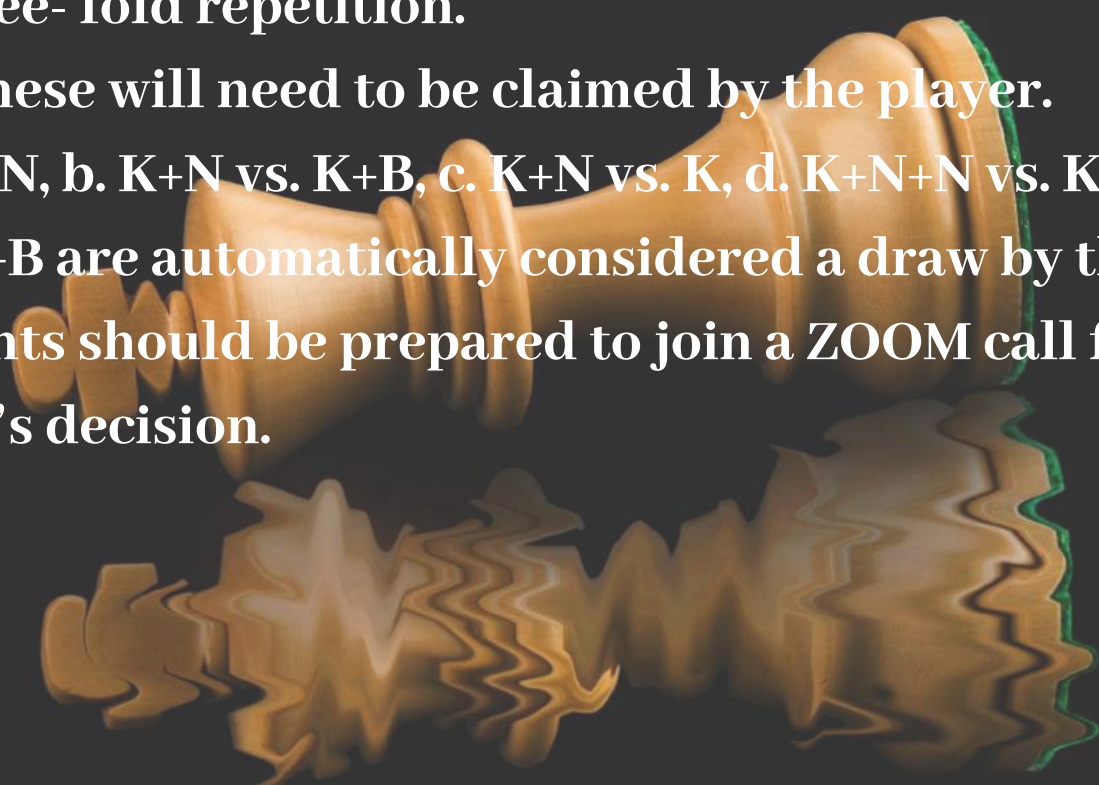 ee- fold repetition.
hese will need to be claimed by the player.
N, b. K+N vs. K+B, c. K+N vs. K, d. K+N+N vs. K
+B are automatically considered a draw by th
nts should be prepared to join a ZOOM call f
's decision.